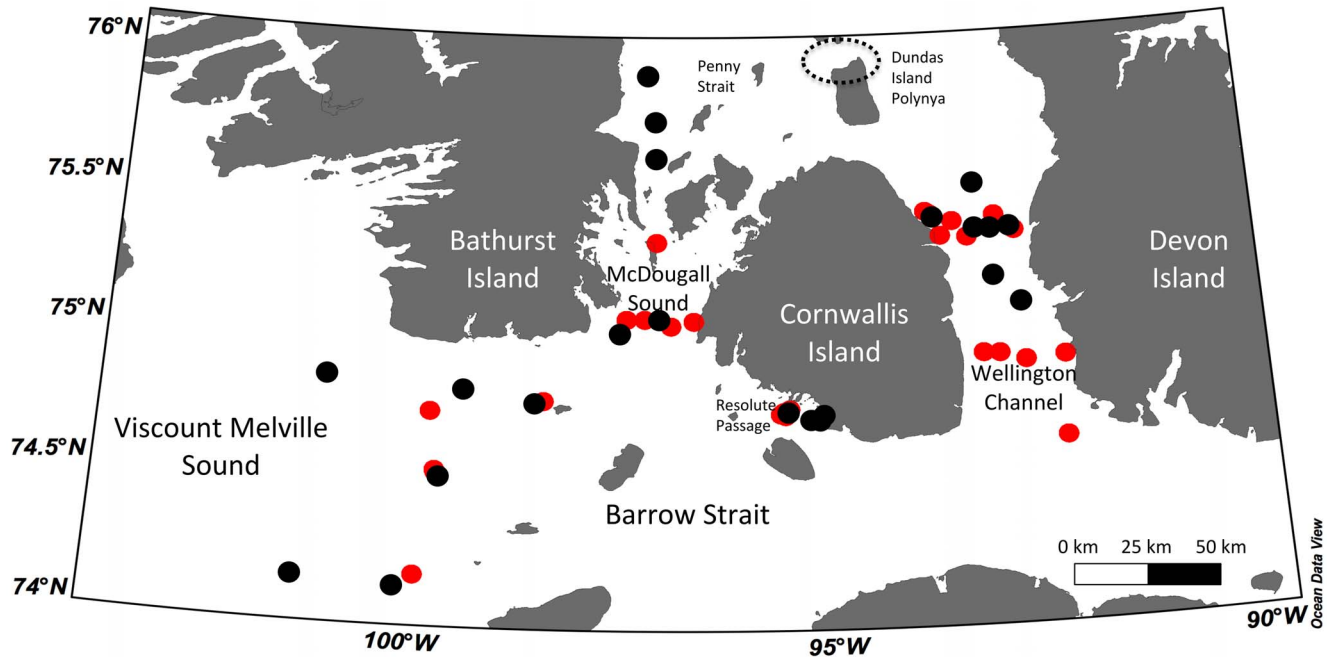 76°N
Penny
Strait
Dundas
Island
Polynya
75.5°N
Bathurst
Island
McDougall
Sound
Devon
Island
75°N
Cornwallis
Island
Wellington
Channel
Resolute
Passage
Viscount Melville
Sound
74.5°N
Barrow Strait
0 km 25 km 50 km
74°N
100°W
95°W
90°W
Ocean Data View